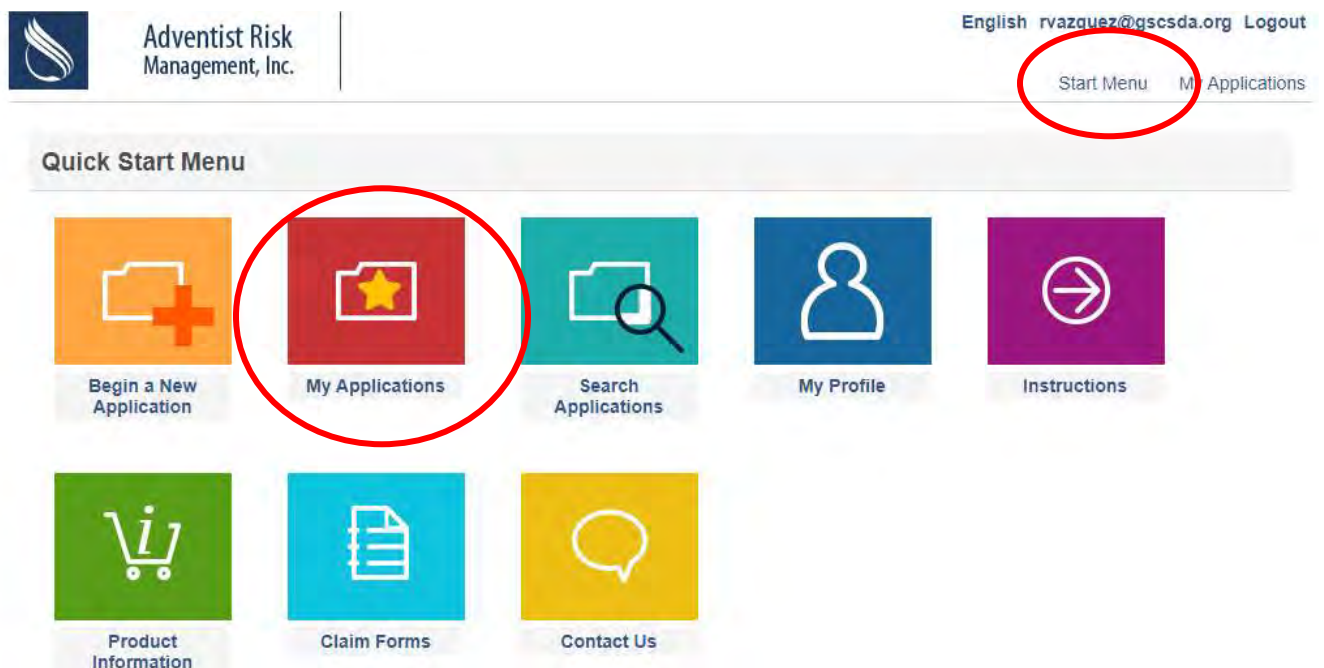 English rvazquez@gscsda.org Logout
Adventist Risk
Management, Inc.
Start Menu My Applications
Quick Start Menu
Begin a New
Application
My Applications
Search
Applications
My Profile
Instructions
i
Product
Information
Claim Forms
Contact Us